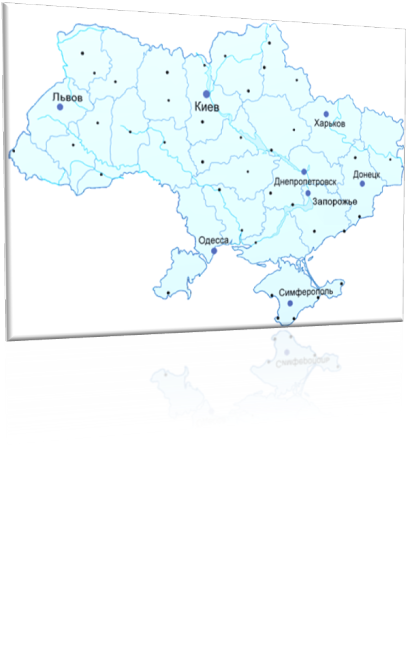 Львов
Киев
Харьков
Днепропетровск
Донецк
Запорожье
Одесса
Симферополь